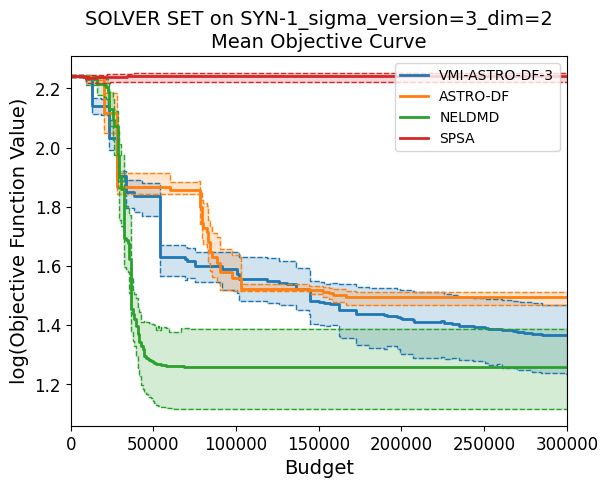 SOLVER SET on SYN-1_sigma_version=3_dim=2
Mean Objective Curve
log(Objective Function Value)
2.2
2.0
1.8
1.6
1.4
1.2
VMI-ASTRO-DF-3
ASTRO-DF
NELDMD
SPSA
0
50000
100000
150000
200000
250000
300000
Budget